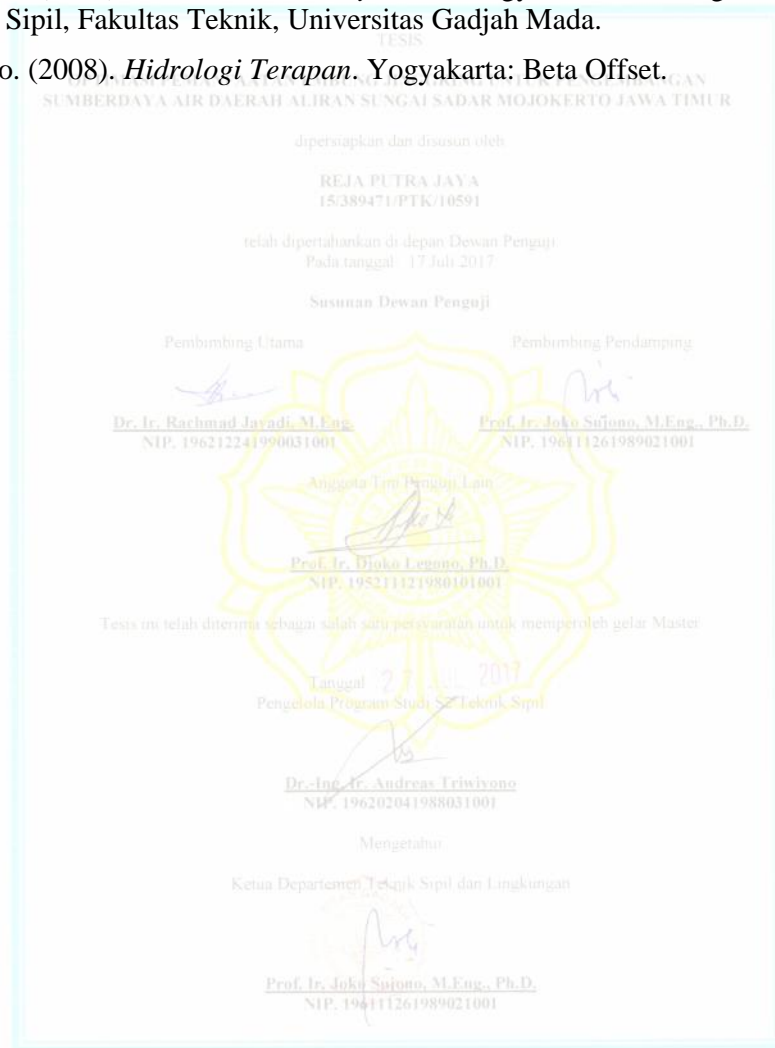 Sipil, Fakultas Teknik, Universitas Gadjah Mada.
TESIS
o. (2008). Hidrologi Terapan. Yogyakarta: Beta Offset.
SUMBERDAYA AIR DAERAH ALIRAN SUNGAI SADAR MOJOKERTO JAWA TIMUR
dipersiapkan dan disusun oleh
REJA PUTRA JAYA
15/389471/PTK/10591
telah dipertahankan di depan Dewan Penguji
Pada tanggal 17 Juli 2017
Susunan Dewan Penguji
Pembimbing Utama Pembimbing Pendamping
Dr. Ir. Rachmad Jayadi, M.Eng. Prof. Ir. Joko Sujono, M.Eng., Ph.D.
NIP. 196212241990031001 NIP. 196111261989021001
Anggota Tim Penguji Lain
Prof. Ir. Djoko Legono, Ph.D.
NIP. 195211121980101001
Tesis ini telah diterima sebagai salah satu persyaratan untuk memperoleh gelar Master
Tanggal 2017
Pengelola Program Studi S2 Teknik Sipil
Dr.-Ing. Ir. Andreas Triwiyono
NIP. 196202041988031001
Mengetahui
Ketua Departemen Teknik Sipil dan Lingkungan
Prof. Ir. Joko Sujono, M.Eng., Ph.D.
NIP. 196111261989021001